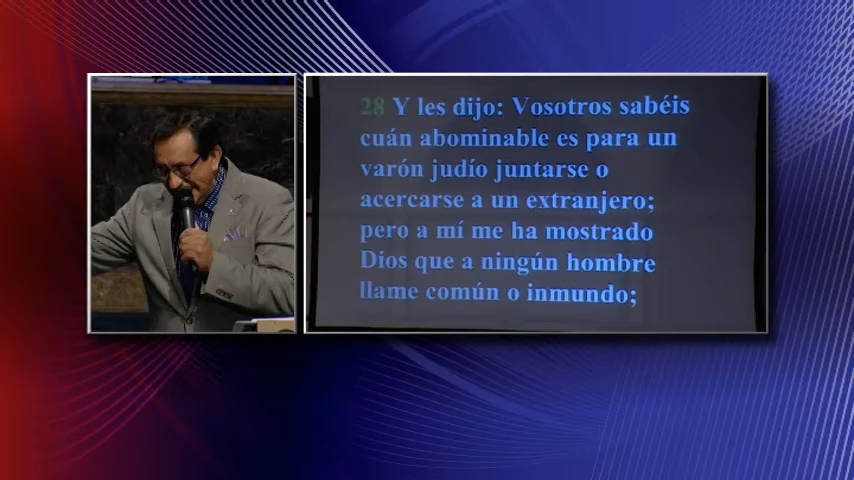 28 Y les dijo: Vosotros sabéis
cuán abominable es para un
varón judío juntarse o
acercarse a un extranjero;
pero a mí me ha mostrado
Dios que a ningún hombre
llame común o inmundo;